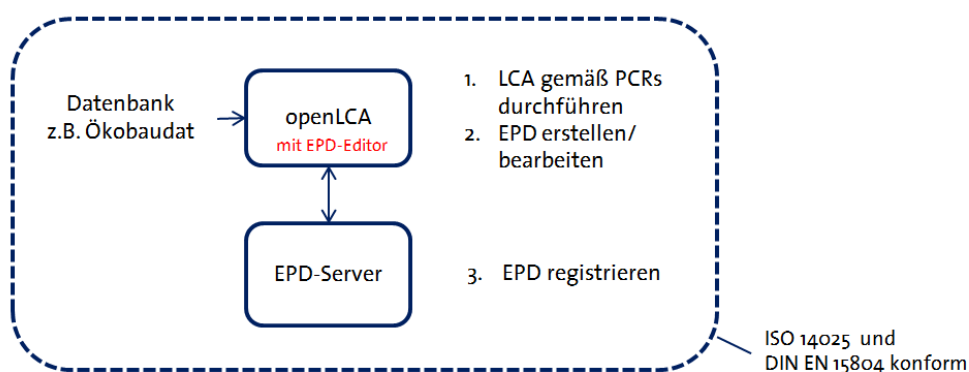 Datenbank
z.B. Ökobaudat
openLCA
mit EPD-Editor
1. LCA gemäß PCRs
durchführen
2. EPD erstellen/
bearbeiten
EPD-Server
3. EPD registrieren
ISO 14025 und
DIN EN 15804 konform